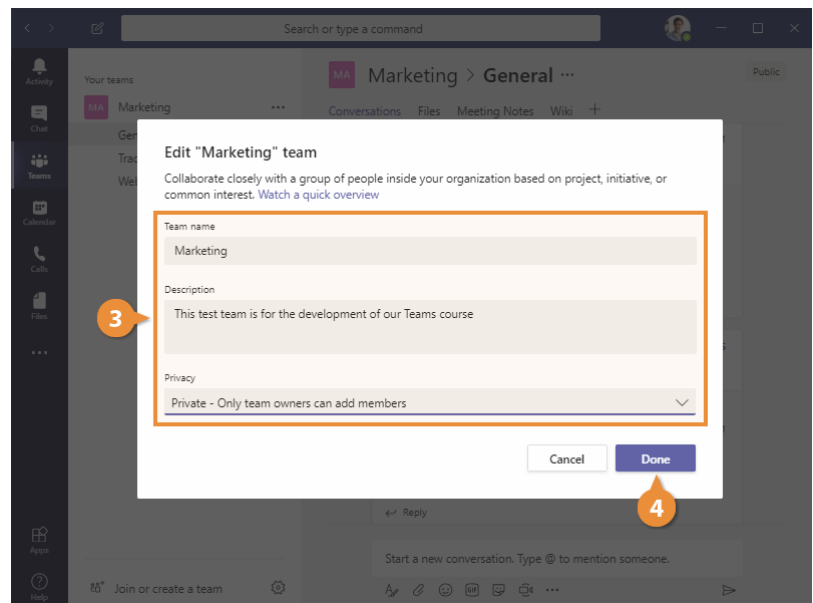 Search or type a command
Activity
Chat
Teams
Calendar
Calls
Files
Apps
Help
Your teams
MA Marketing
Gen
Trad
Wel
Join or create a team
MA Marketing > General
Public
Conversations Files Meeting Notes Wiki
Edit "Marketing" team
Collaborate closely with a group of people inside your organization based on project, initiative, or
common interest. Watch a quick overview
Team name
Marketing
Description
This test team is for the development of our Teams course
3
Privacy
Private - Only team owners can add members
Cancel
Done
4
Reply
Start a new conversation. Type @ to mention someone.
GIF